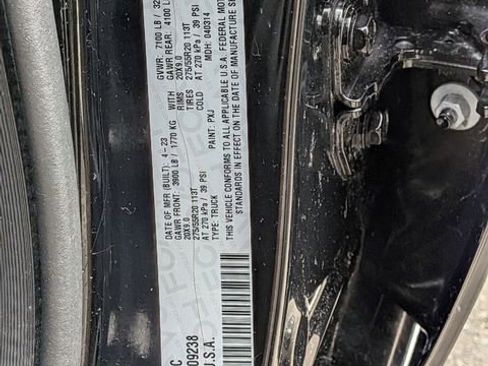 DATE OF MFR (BUILT): 4-23 GVWR: 7100 LB / 32
GAWR FRONT: 3900 LB / 1770 KG WITH GAWR REAR: 4100 L
20X9.0 RIMS 20X9.0
275/55R20 113T TIRES 275/55R20 113T
AT 270 kPa / 39 PSI COLD AT 270 kPa / 39 PSI
TYPE: TRUCK PAINT: PXJ MDH: 040314
THIS VEHICLE CONFORMS TO ALL APPLICABLE U.S.A. FEDERAL MOTO
STANDARDS IN EFFECT ON THE DATE OF MANUFACTURE S
C
09238
U.S.A.